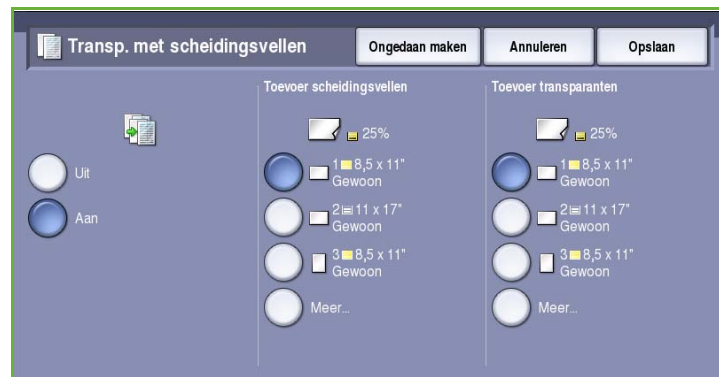 Transp. met scheidingsvellen
Ongedaan maken
Annuleren
Opslaan
Uit
Aan
Toevoer scheidingsvellen
25%
1 8,5 x 11"
Gewoon
2 11 x 17"
Gewoon
3 8,5 x 11"
Gewoon
Meer...
Toevoer transparanten
25%
1 8,5 x 11"
Gewoon
2 11 x 17"
Gewoon
3 8,5 x 11"
Gewoon
Meer...